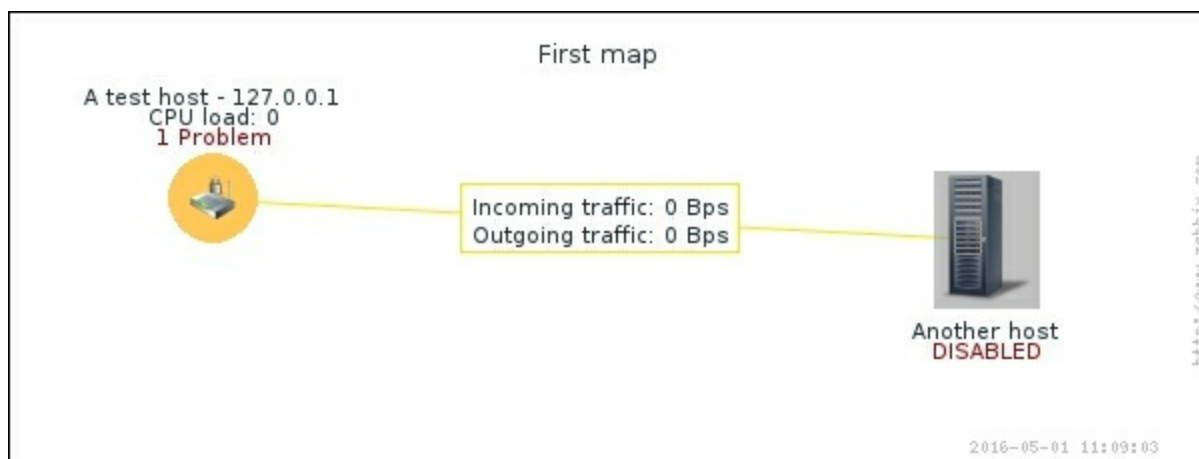 First map
A test host - 127.0.0.1
CPU load: 0
1 Problem
Incoming traffic: 0 Bps
Outgoing traffic: 0 Bps
Another host
DISABLED
2016-05-01 11:09:03